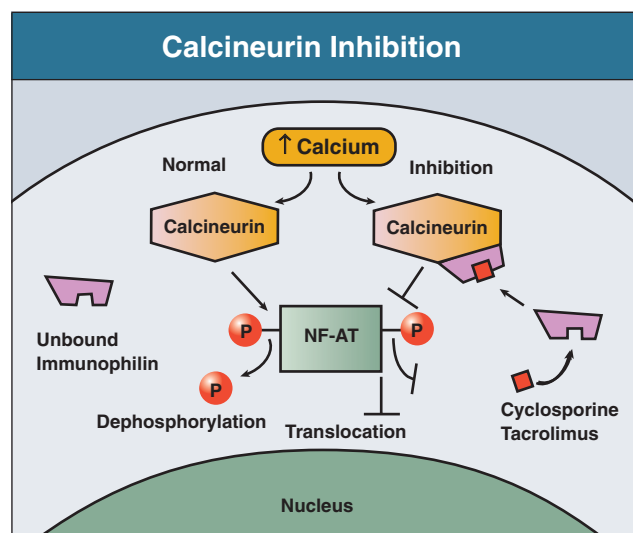 Calcineurin Inhibition
↑ Calcium
Normal
Inhibition
Calcineurin
Calcineurin
Unbound
Immunophilin
P
NF-AT
P
P
Dephosphorylation
Translocation
Cyclosporine
Tacrolimus
Nucleus